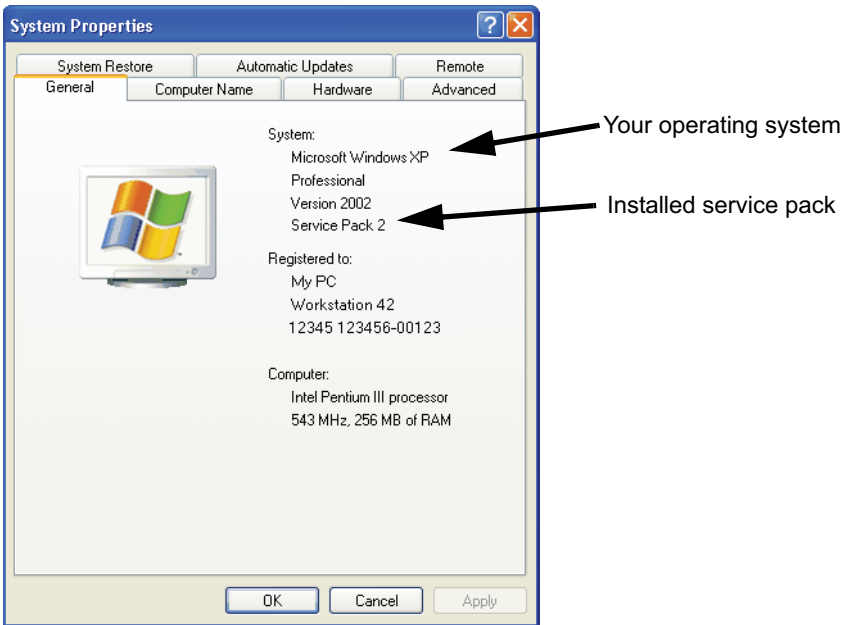 System Properties
System Restore
Automatic Updates
Remote
General
Computer Name
Hardware
Advanced
System:
Microsoft Windows XP
Professional
Version 2002
Service Pack 2
Your operating system
Installed service pack
Registered to:
My PC
Workstation 42
12345 123456-00123
Computer:
Intel Pentium III processor
543 MHz, 256 MB of RAM
OK
Cancel
Apply